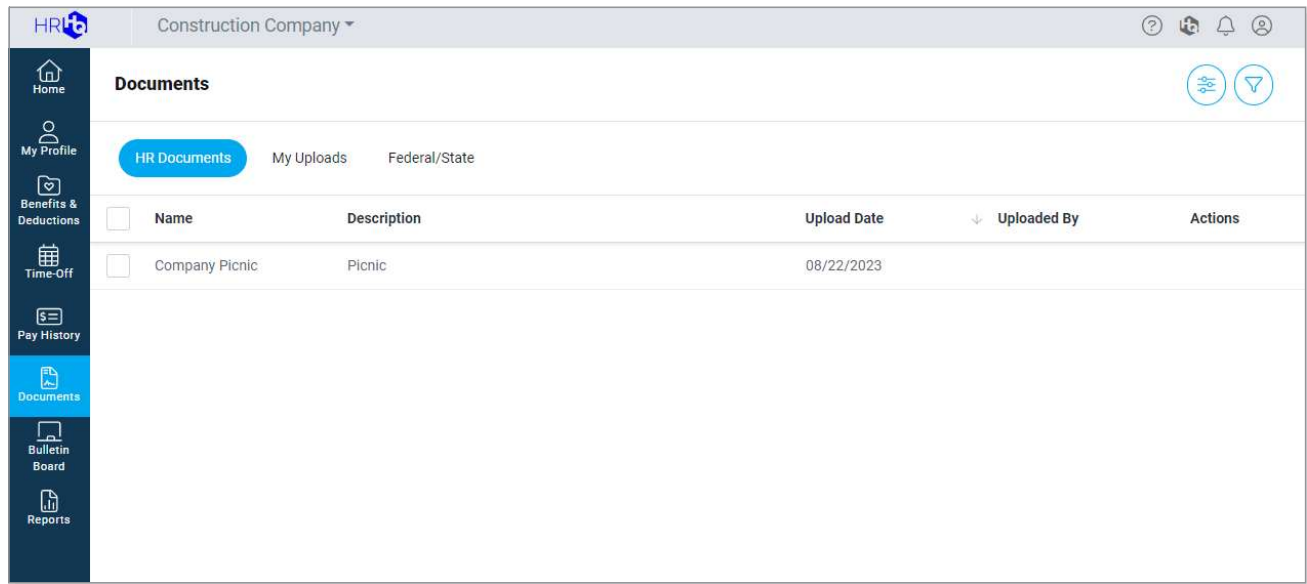 HRHb
Construction Company
Home
My Profile
Benefits &
Deductions
Time-Off
Pay History
Documents
Bulletin
Board
Reports
Documents
HR Documents My Uploads Federal/State
Name Description Upload Date Uploaded By Actions
Company Picnic Picnic 08/22/2023